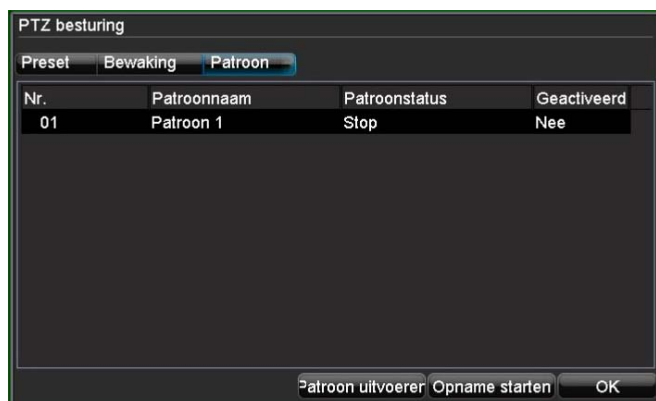 PTZ besturing
Preset Bewaking Patroon
Nr. Patroonnaam Patroonstatus Geactiveerd
01 Patroon 1 Stop Nee
Patroon uitvoeren Opname starten OK